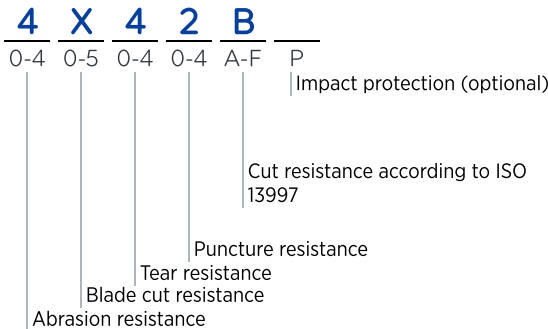 4 X 4 2 B
0-4 0-5 0-4 0-4 A-F P
Impact protection (optional)
Cut resistance according to ISO
13997
Puncture resistance
Tear resistance
Blade cut resistance
Abrasion resistance